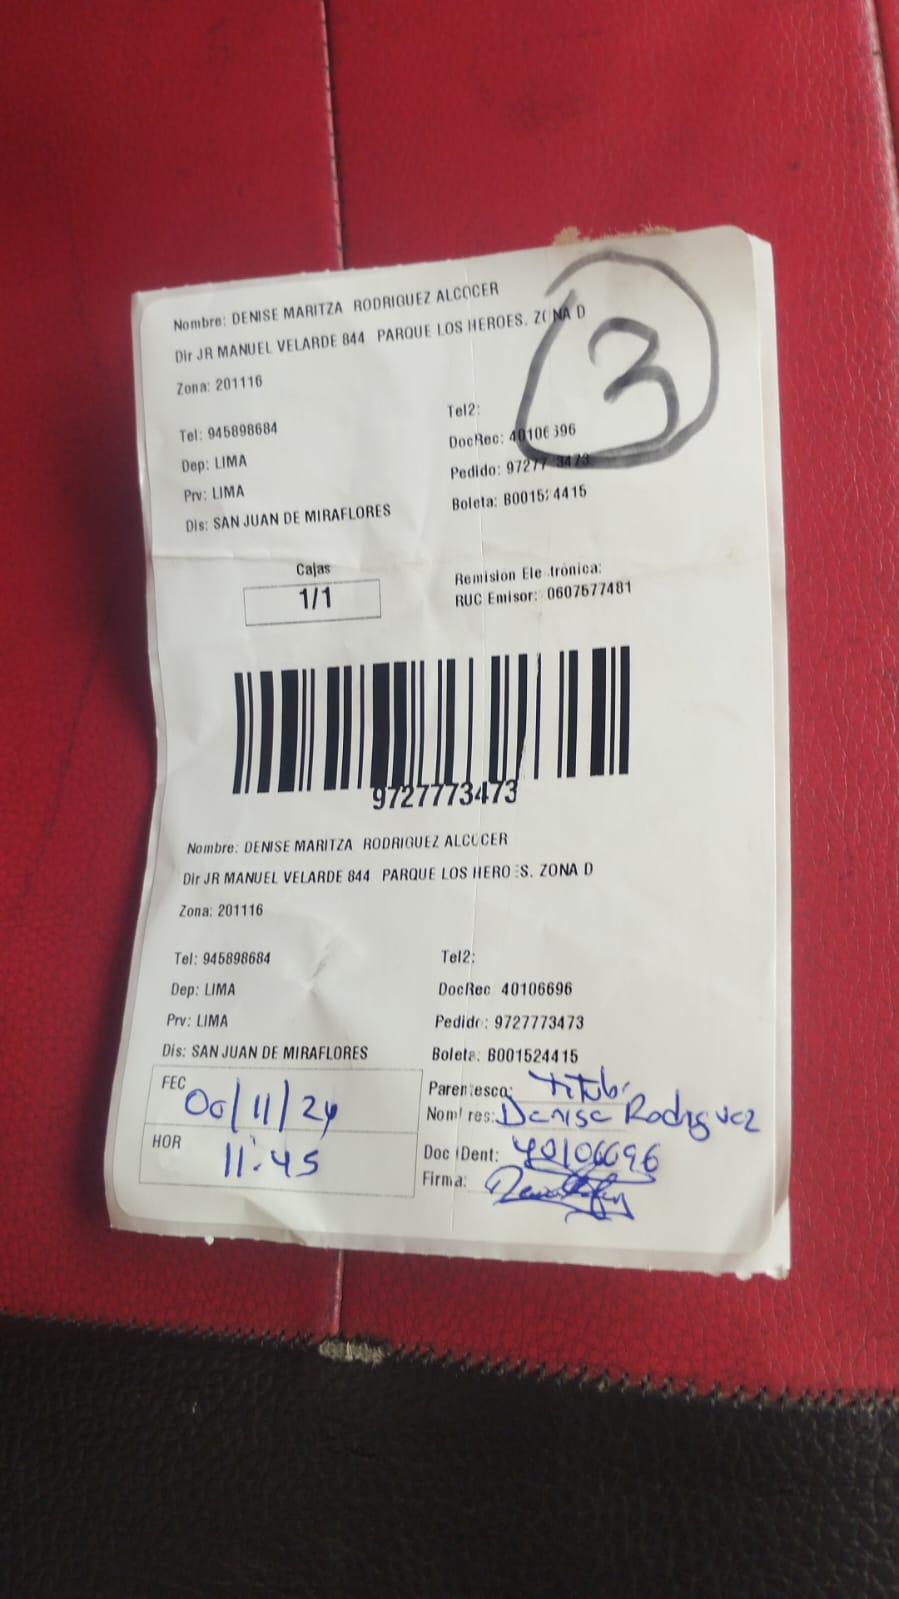 Nombre: DENISE MARITZA RODRIGUEZ ALCOCER
Dir JR MANUEL VELARDE 844 PARQUE LOS HEROES. ZONA D
3
Zona: 201116
Tel: 945898684
Tel2:
Dep: LIMA
DocRec: 40106696
Prv: LIMA
Pedido: 9727773473
Dis: SAN JUAN DE MIRAFLORES
Boleta: B001524415
Cajas
1/1
Remision Electrónica:
RUC Emisor: 0607577481
9727773473
Nombre: DENISE MARITZA RODRIGUEZ ALCOCER
Dir JR MANUEL VELARDE 844 PARQUE LOS HEROES. ZONA D
Zona: 201116
Tel: 945898684
Tel2:
Dep: LIMA
DocRec 40106696
Prv: LIMA
Pedido: 9727773473
Dis: SAN JUAN DE MIRAFLORES
Boleta: B001524415
FEC 06/11/24
Parentesco:
Nombres: Denise Rodriguez
HOR 11:45
Doc Ident: 40106696
Firma: